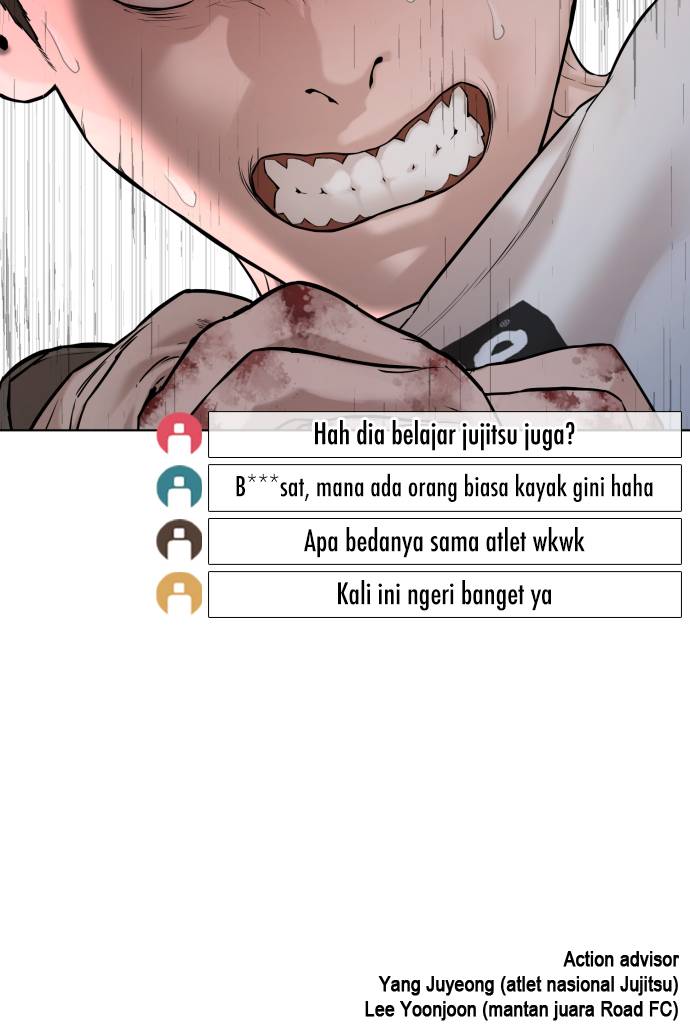 Hah dia belajar jujitsu juga?
B***sat, mana ada orang biasa kayak gini haha
Apa bedanya sama atlet wkwk
Kali ini ngeri banget ya
Action advisor
Yang Juyeong (atlet nasional Jujitsu)
Lee Yoonjoon (mantan juara Road FC)